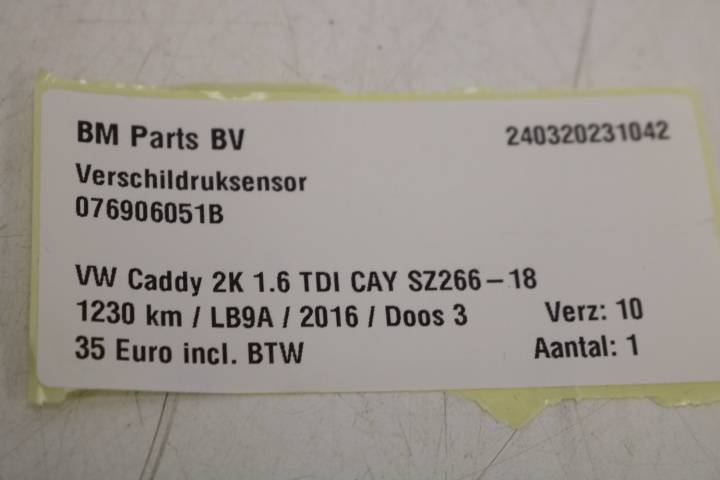 BM Parts BV 240320231042
Verschildruksensor
076906051B
VW Caddy 2K 1.6 TDI CAY SZ266-18
1230 km / LB9A / 2016 / Doos 3 Verz: 10
35 Euro incl. BTW Aantal: 1